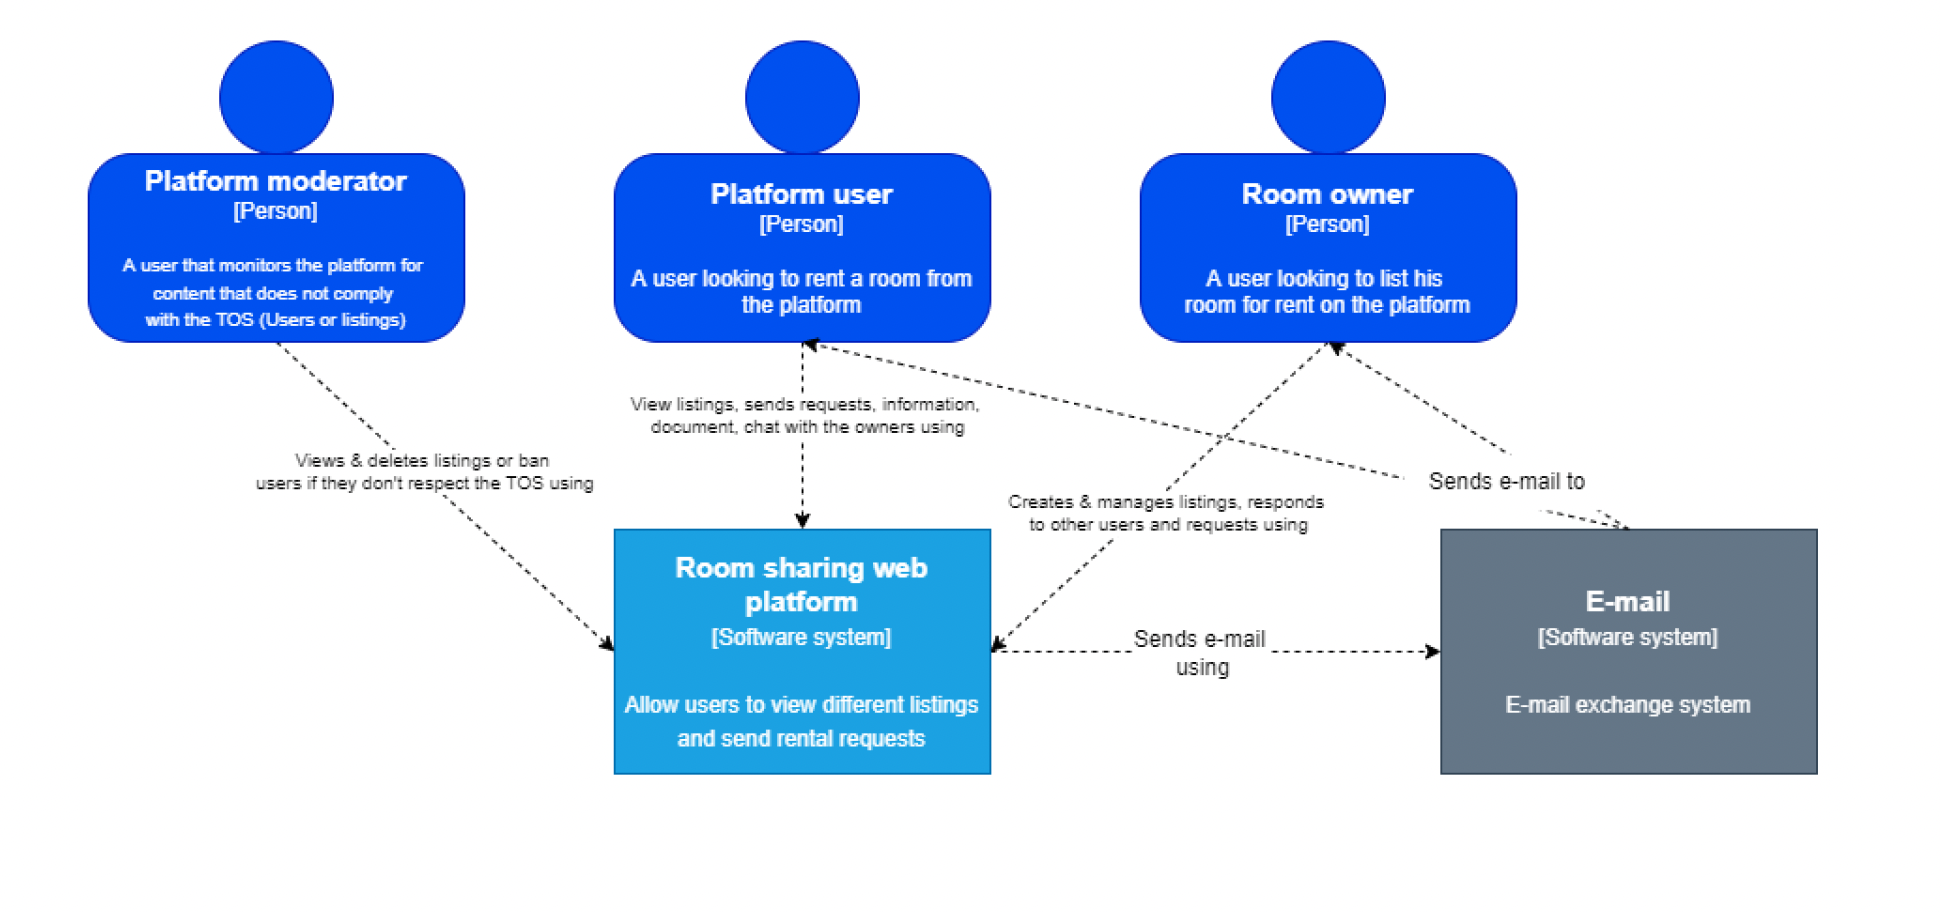 Platform moderator
[Person]
A user that monitors the platform for
content that does not comply
with the TOS (Users or listings)
Platform user
[Person]
A user looking to rent a room from
the platform
Room owner
[Person]
A user looking to list his
room for rent on the platform
View listings, sends requests, information,
document, chat with the owners using
Views & deletes listings or ban
users if they don't respect the TOS using
Creates & manages listings, responds
to other users and requests using
Sends e-mail to
Room sharing web
platform
[Software system]
Allow users to view different listings
and send rental requests
Sends e-mail
using
E-mail
[Software system]
E-mail exchange system